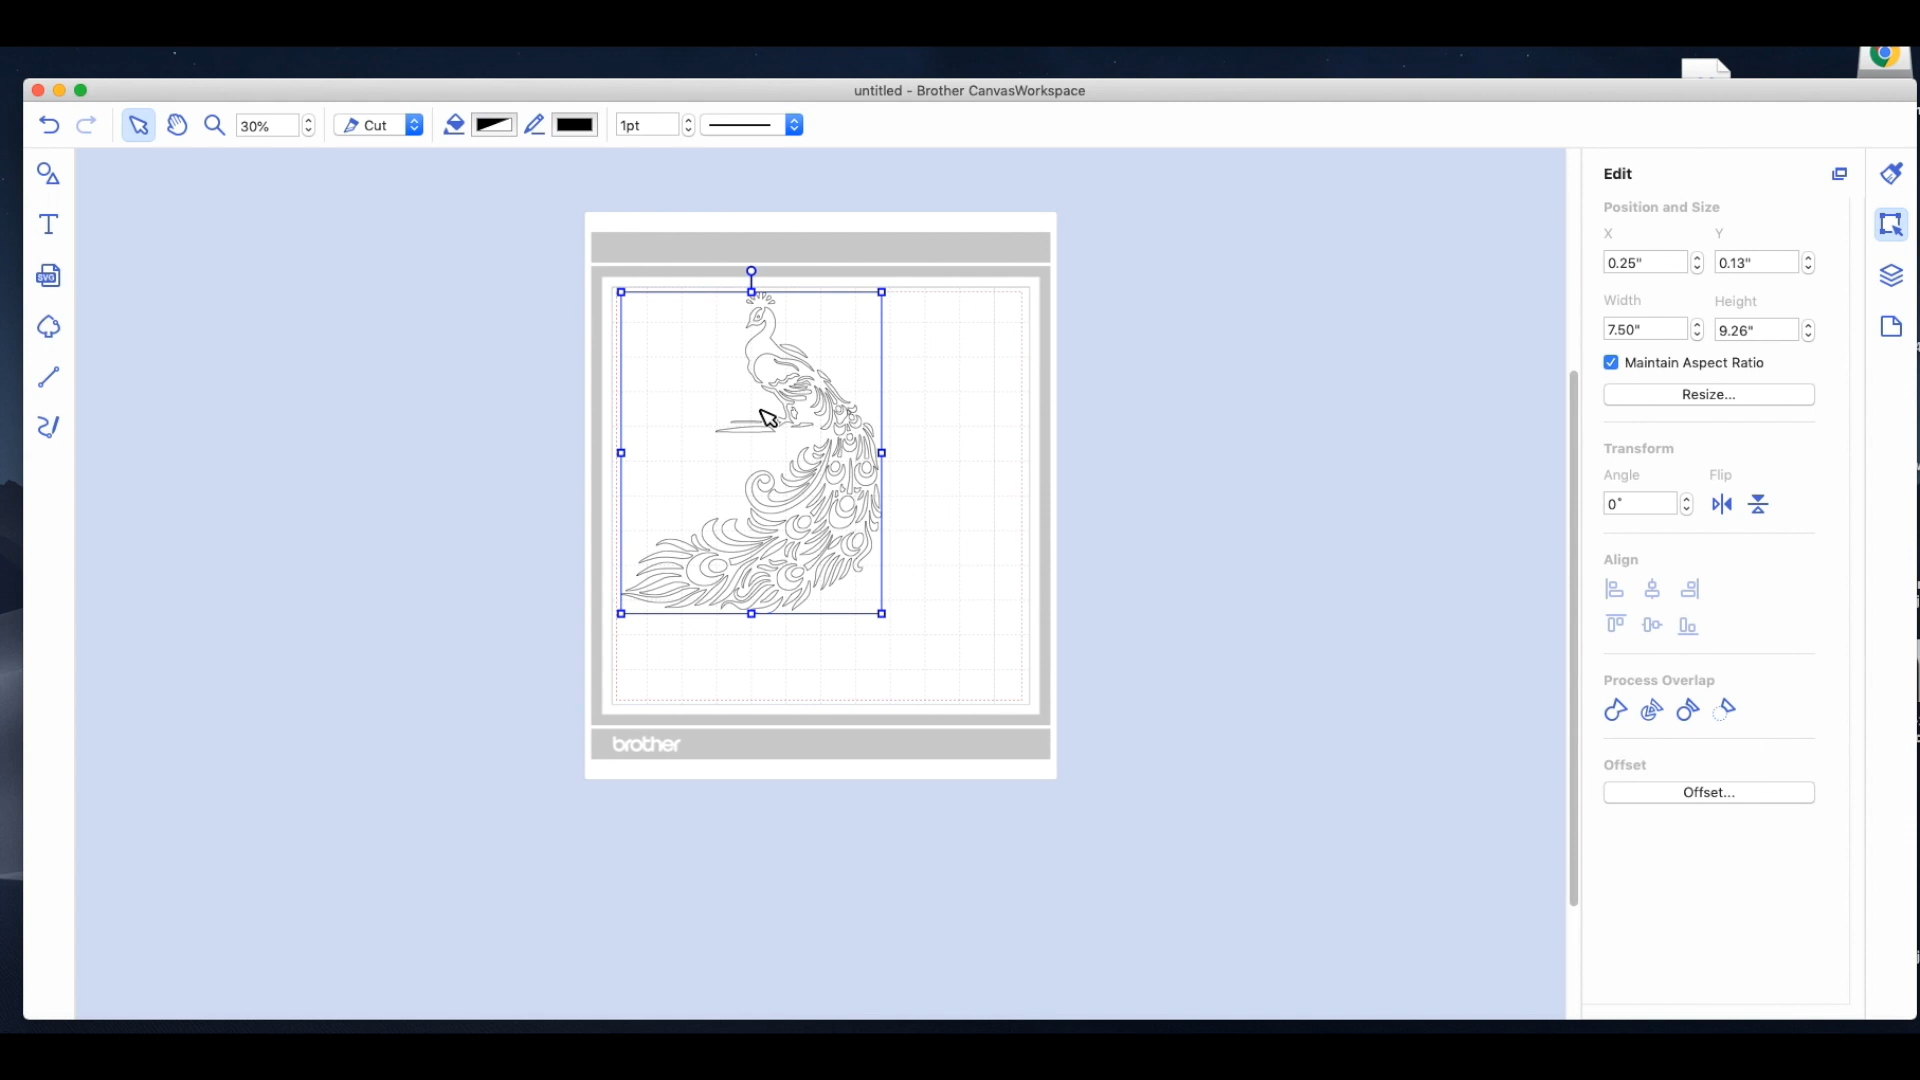 untitled - Brother CanvasWorkspace
30%
Cut
1pt
SVG
Edit
Position and Size
X
Y
0.25"
0.13"
Width
Height
7.50"
9.26"
Maintain Aspect Ratio
Resize...
Transform
Angle
Flip
0°
Align
Process Overlap
Offset
Offset...
brother